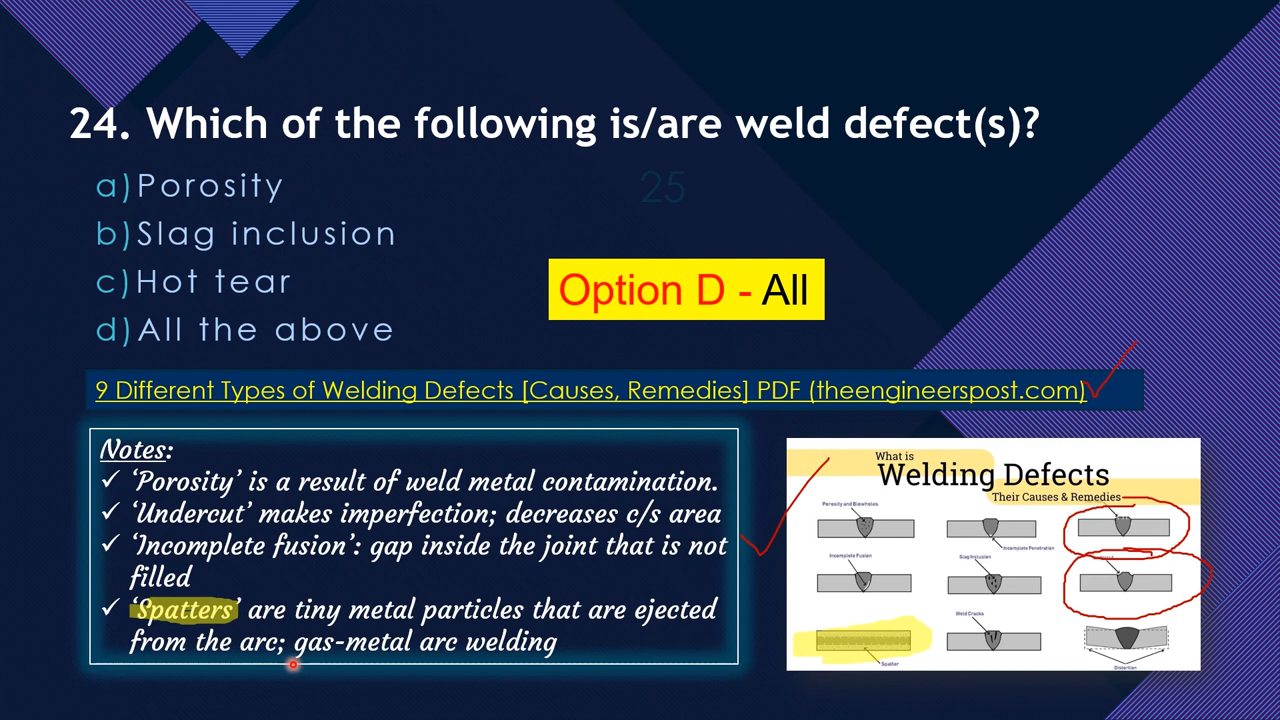 24. Which of the following is/are weld defect(s)?
a) Porosity
25
b) Slag inclusion
c) Hot tear
Option D - All
d) All the above
9 Different Types of Welding Defects [Causes, Remedies] PDF (theengineerspost.com)
Notes:
✓ ‘Porosity’ is a result of weld metal contamination.
✓ ‘Undercut’ makes imperfection; decreases c/s area
✓ ‘Incomplete fusion’: gap inside the joint that is not
filled
✓ ‘Spatters’ are tiny metal particles that are ejected
from the arc; gas-metal arc welding
What is
Welding Defects
Their Causes & Remedies
Porosity and Blowholes
Incomplete Penetration
Incomplete Fusion
Slag Inclusion
Weld Cracks
Spatter
Distortion